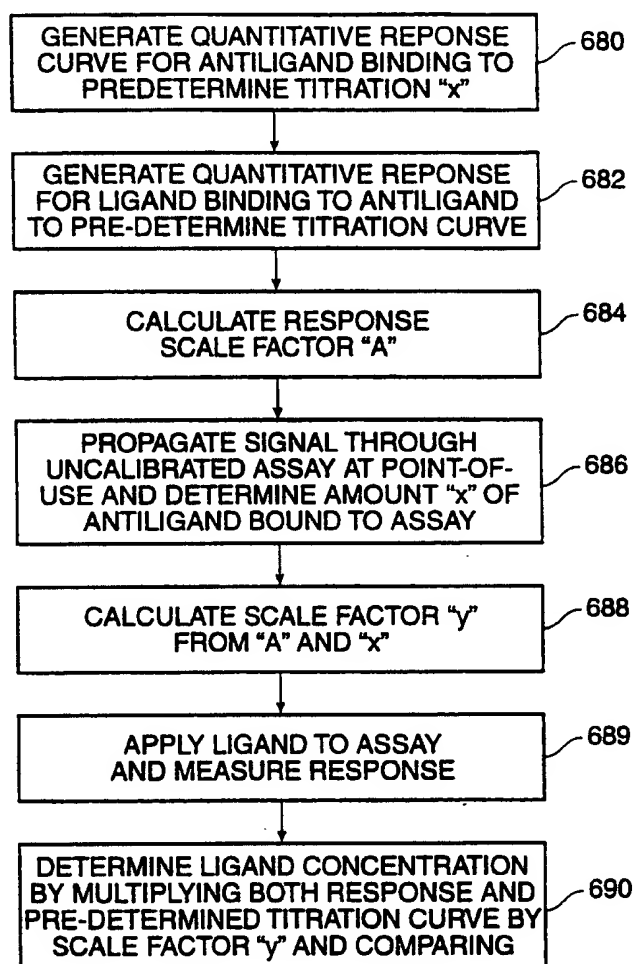 GENERATE QUANTITATIVE REPONSE
CURVE FOR ANTILIGAND BINDING TO
PREDETERMINE TITRATION "x"
680
GENERATE QUANTITATIVE REPONSE
FOR LIGAND BINDING TO ANTILIGAND
TO PRE-DETERMINE TITRATION CURVE
682
CALCULATE RESPONSE
SCALE FACTOR "A"
684
PROPAGATE SIGNAL THROUGH
UNCALIBRATED ASSAY AT POINT-OF-
USE AND DETERMINE AMOUNT "x" OF
ANTILIGAND BOUND TO ASSAY
686
CALCULATE SCALE FACTOR "y"
FROM "A" AND "x"
688
APPLY LIGAND TO ASSAY
AND MEASURE RESPONSE
689
DETERMINE LIGAND CONCENTRATION
BY MULTIPLYING BOTH RESPONSE AND
PRE-DETERMINED TITRATION CURVE BY
SCALE FACTOR "y" AND COMPARING
690